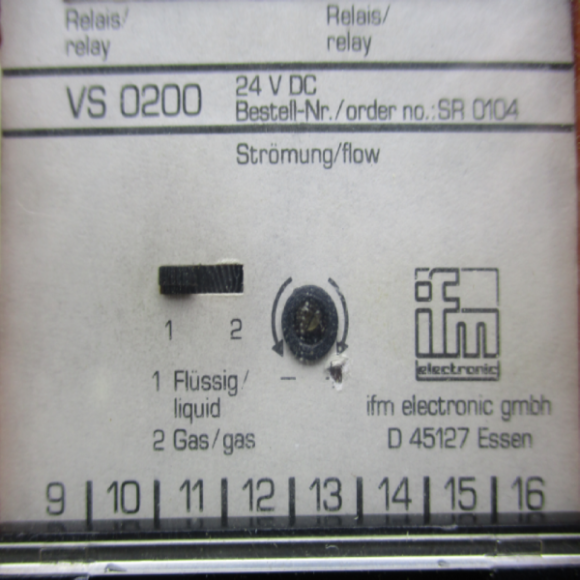 Relais/ Relais/
relay relay
VS 0200 24 V DC
Bestell-Nr./order no.: SR 0104
Strömung/flow
1 2
1 Flüssig/ –
liquid
2 Gas/gas
ifm
electronic
ifm electronic gmbh
D 45127 Essen
9 | 10 | 11 | 12 | 13 | 14 | 15 | 16